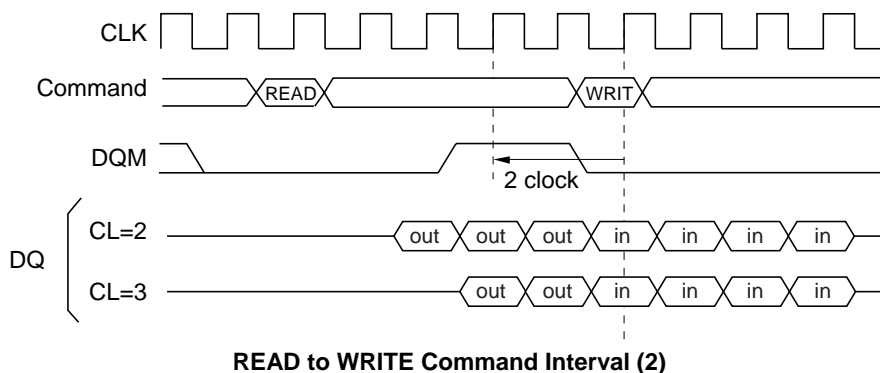 CLK
Command READ WRIT
DQM
2 clock
DQ
CL=2 out out out in in in in
CL=3 out out in in in in
READ to WRITE Command Interval (2)